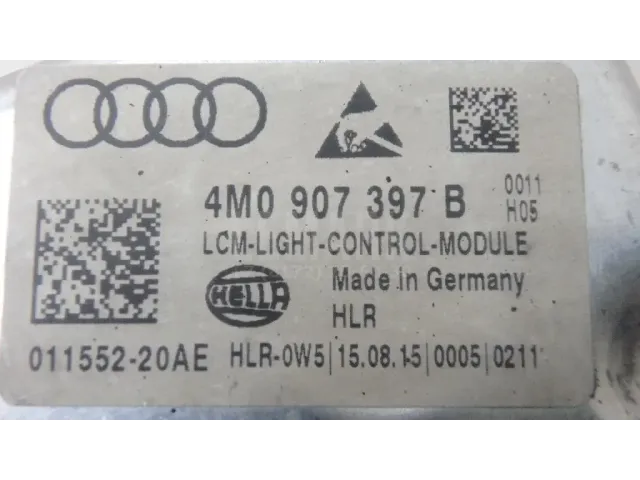 4M0 907 397 B
0011
H05
LCM-LIGHT-CONTROL-MODULE
HELLA
Made in Germany
HLR
011552-20AE HLR-0W5|15.08.15|0005|0211